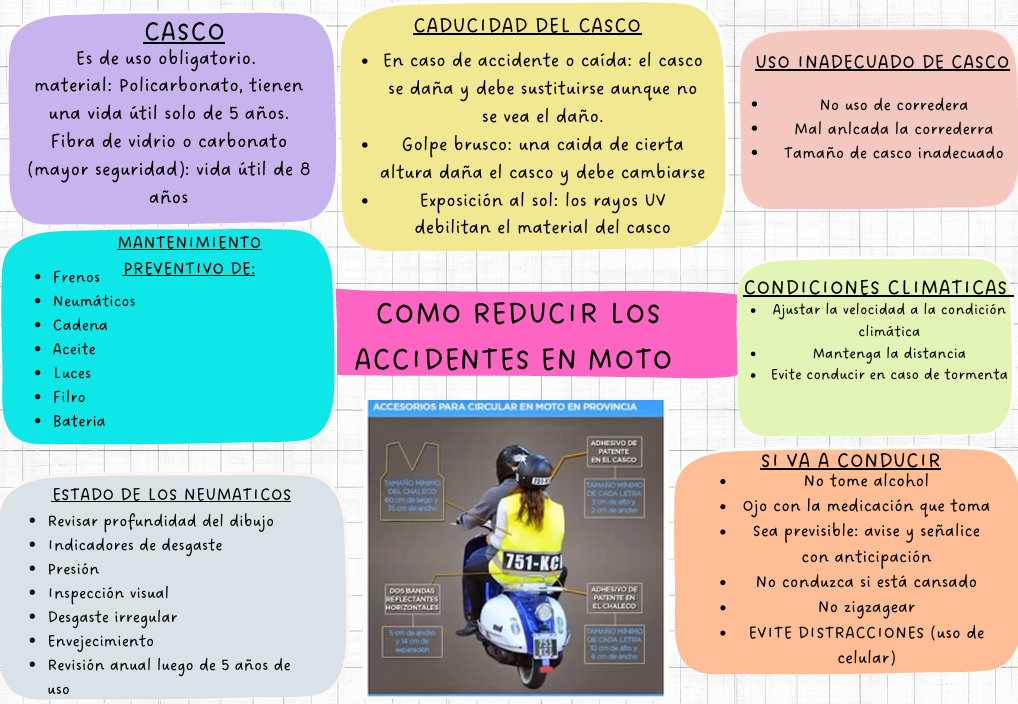 CASCO
Es de uso obligatorio.
material: Policarbonato, tienen
una vida útil solo de 5 años.
Fibra de vidrio o carbonato
(mayor seguridad): vida útil de 8
años
CADUCIDAD DEL CASCO
• En caso de accidente o caída: el casco
se daña y debe sustituirse aunque no
se vea el daño.
• Golpe brusco: una caida de cierta
altura daña el casco y debe cambiarse
• Exposición al sol: los rayos UV
debilitan el material del casco
USO INADECUADO DE CASCO
• No uso de corredera
• Mal anlcada la correderra
• Tamaño de casco inadecuado
MANTENIMIENTO
PREVENTIVO DE:
• Frenos
• Neumáticos
• Cadena
• Aceite
• Luces
• Filro
• Bateria
COMO REDUCIR LOS
ACCIDENTES EN MOTO
CONDICIONES CLIMATICAS
• Ajustar la velocidad a la condición
climática
• Mantenga la distancia
• Evite conducir en caso de tormenta
ESTADO DE LOS NEUMATICOS
• Revisar profundidad del dibujo
• Indicadores de desgaste
• Presión
• Inspección visual
• Desgaste irregular
• Envejecimiento
• Revisión anual luego de 5 años de
uso
ACCESORIOS PARA CIRCULAR EN MOTO EN PROVINCIA
ADHESIVO DE
PATENTE
EN EL CASCO
TAMAÑO MÍNIMO
DEL CHALECO
60 cm de largo y
35 cm de ancho
TAMAÑO MÍNIMO
DE CADA LETRA
3 cm de alto y
2 cm de ancho
751-KC
DOS BANDAS
REFLECTANTES
HORIZONTALES
5 cm de ancho
y 14 cm de
separación
ADHESIVO DE
PATENTE EN
EL CHALECO
TAMAÑO MÍNIMO
DE CADA LETRA
10 cm de alto y
6 cm de ancho
751
KCJ
SI VA A CONDUCIR
• No tome alcohol
• Ojo con la medicación que toma
• Sea previsible: avise y señalice
con anticipación
• No conduzca si está cansado
• No zigzagear
• EVITE DISTRACCIONES (uso de
celular)